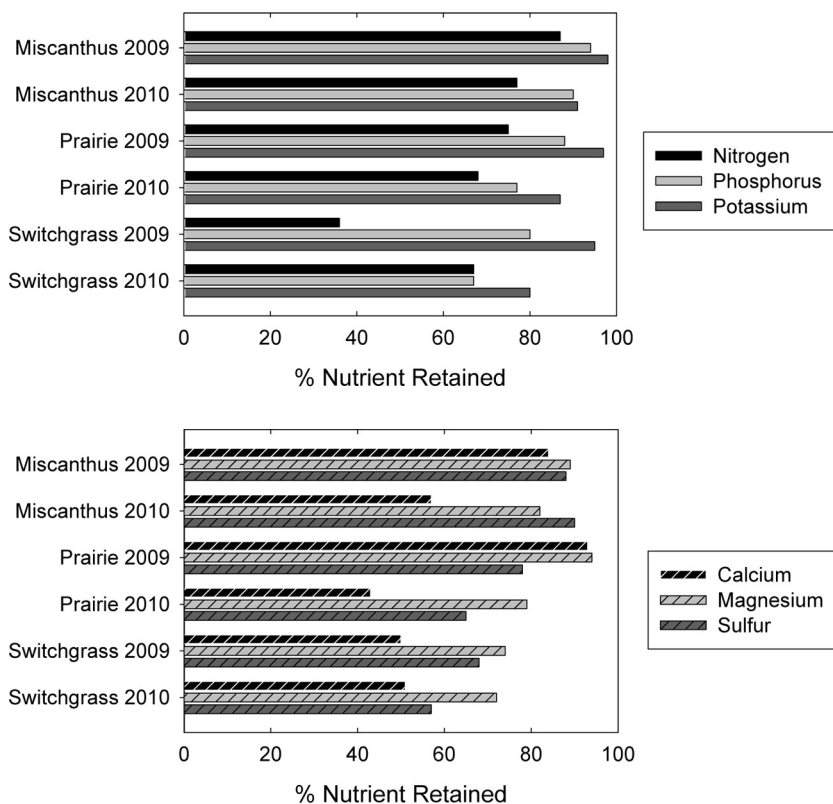 Miscanthus 2009
Miscanthus 2010
Prairie 2009
Prairie 2010
Switchgrass 2009
Switchgrass 2010
0 20 40 60 80 100
% Nutrient Retained
Nitrogen
Phosphorus
Potassium
Miscanthus 2009
Miscanthus 2010
Prairie 2009
Prairie 2010
Switchgrass 2009
Switchgrass 2010
0 20 40 60 80 100
% Nutrient Retained
Calcium
Magnesium
Sulfur